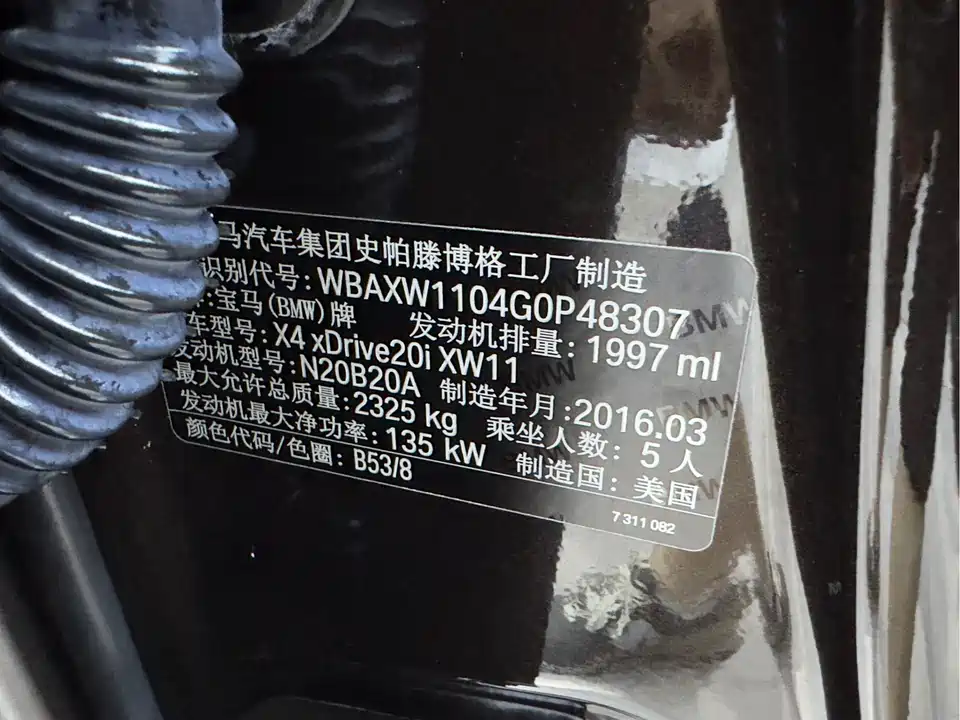 马汽车集团史帕滕博格工厂制造
识别代号: WBAXW1104G0P48307
:宝马(BMW)牌 发动机排量: 1997 ml
车型号: X4 xDrive20i XW11
发动机型号: N20B20A 制造年月: 2016.03
最大允许总质量: 2325 kg 乘坐人数: 5 人
发动机最大净功率: 135 kW 制造国: 美国
颜色代码/色圈: B53/8
7 311 082
BMW
BMW
BMW